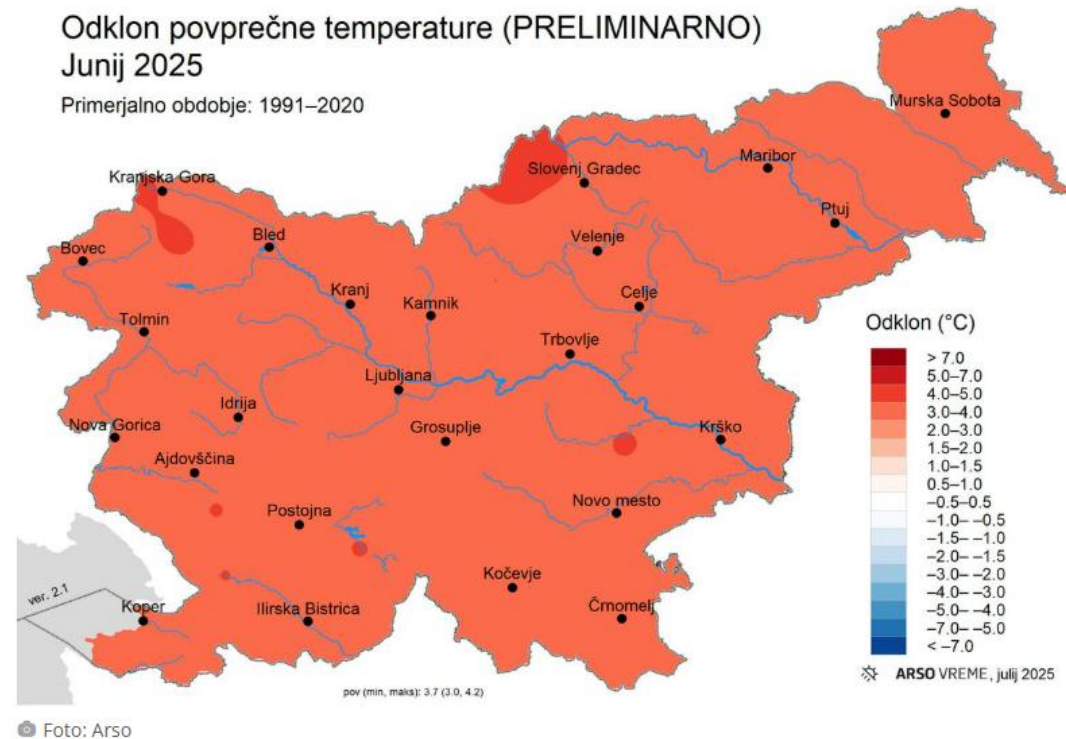 Odklon povprečne temperature (PRELIMINARNO)
Junij 2025
Primerjalno obdobje: 1991–2020
Murska Sobota
Maribor
Slovenj Gradec
Kranjska Gora
Ptuj
Bled
Velenje
Bovec
Kranj
Kamnik
Celje
Tolmin
Trbovlje
Ljubljana
Idrija
Nova Gorica
Grosuplje
Krško
Ajdovščina
Postojna
Novo mesto
Kočevje
ver. 2.1
Koper
Ilirska Bistrica
Črnomelj
Odklon (°C)
> 7.0
5.0–7.0
4.0–5.0
3.0–4.0
2.0–3.0
1.5–2.0
1.0–1.5
0.5–1.0
–0.5–0.5
–1.0– –0.5
–1.5– –1.0
–2.0– –1.5
–3.0– –2.0
–4.0– –3.0
–5.0– –4.0
–7.0– –5.0
< –7.0
ARSO VREME, julij 2025
pov (min, maks): 3.7 (3.0, 4.2)
Foto: Arso